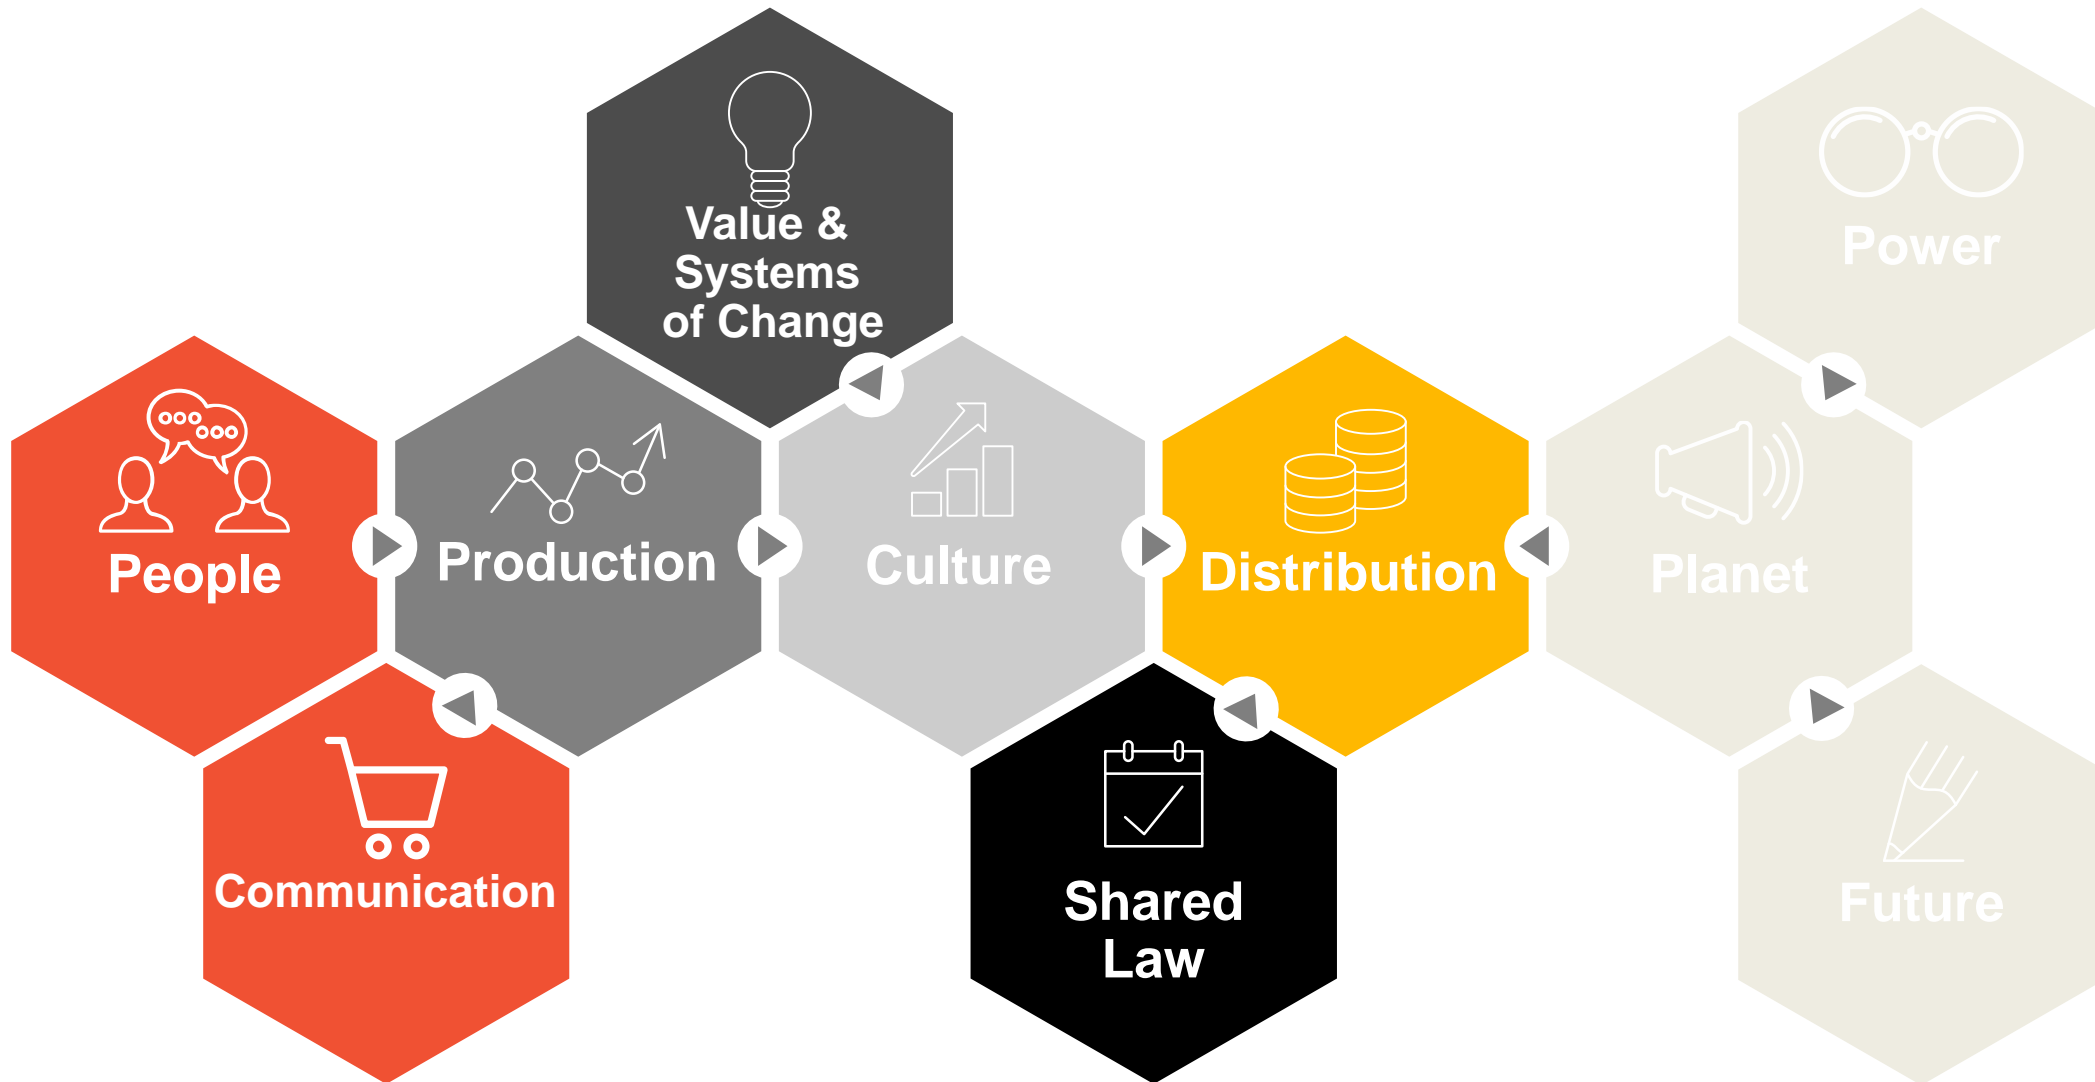 Value &
Systems
of Change
Power
People
Production
Culture
Distribution
Planet
Communication
Shared
Law
Future